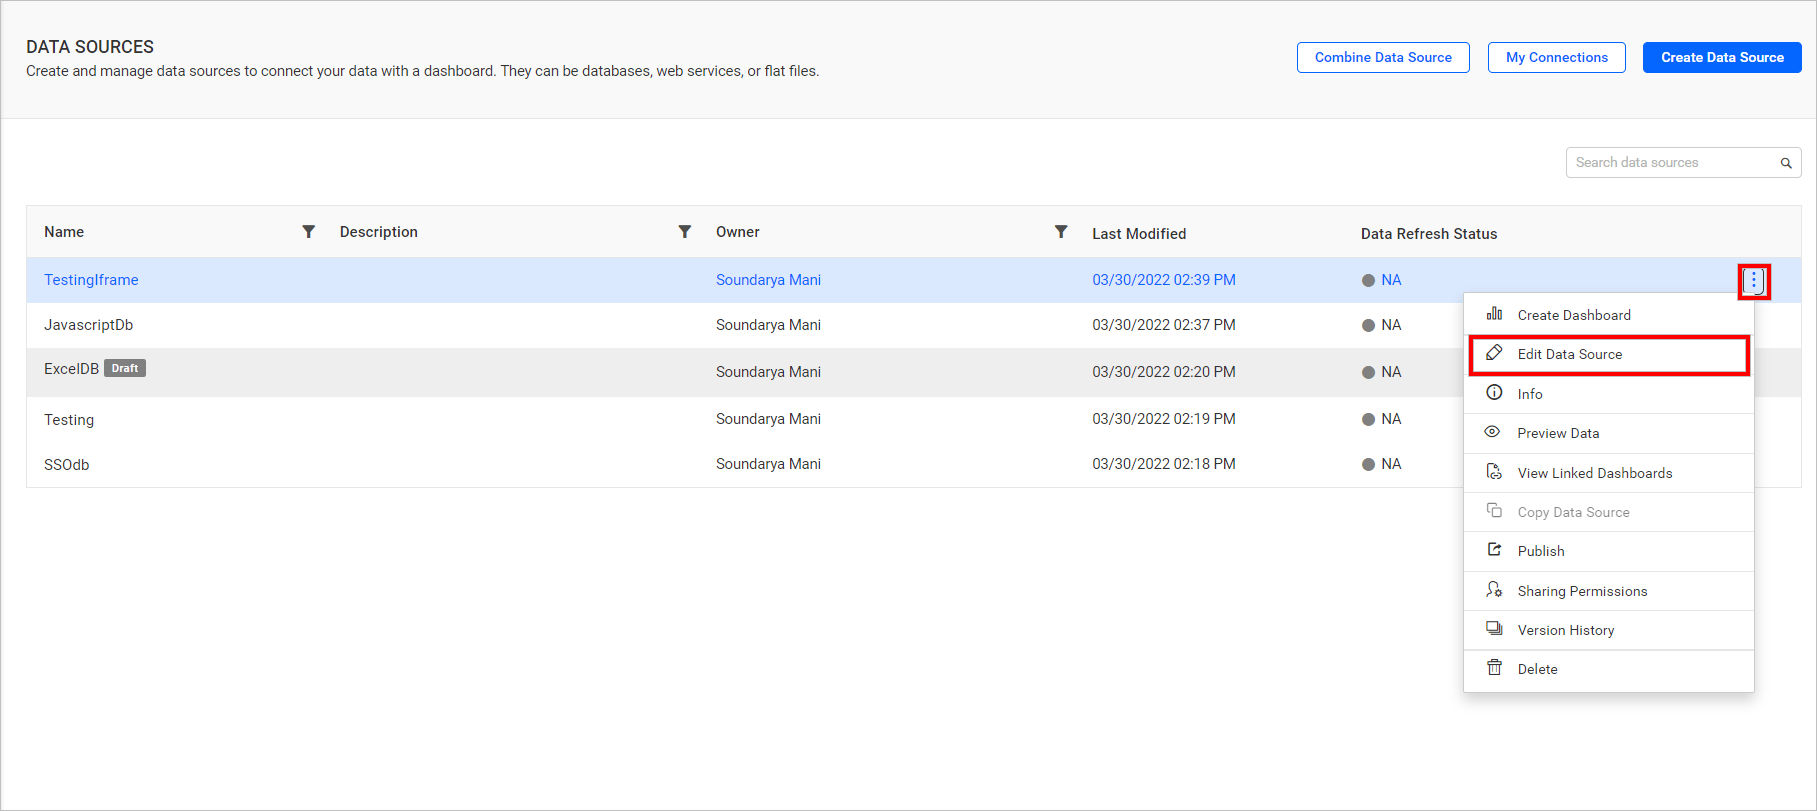 DATA SOURCES
Create and manage data sources to connect your data with a dashboard. They can be databases, web services, or flat files.
Combine Data Source
My Connections
Create Data Source
Search data sources
Name Description Owner Last Modified Data Refresh Status
TestingIframe Soundarya Mani 03/30/2022 02:39 PM NA
JavascriptDb Soundarya Mani 03/30/2022 02:37 PM NA
ExcelDB Draft Soundarya Mani 03/30/2022 02:20 PM NA
Testing Soundarya Mani 03/30/2022 02:19 PM NA
SSOdb Soundarya Mani 03/30/2022 02:18 PM NA
Create Dashboard
Edit Data Source
Info
Preview Data
View Linked Dashboards
Copy Data Source
Publish
Sharing Permissions
Version History
Delete